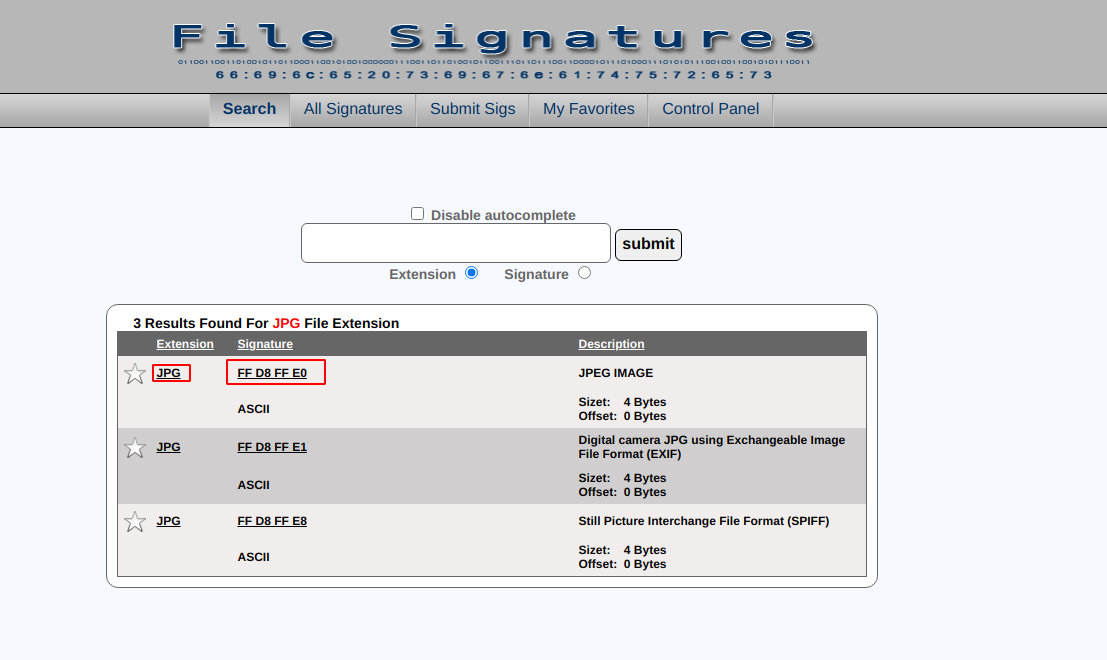 File Signatures
66:69:6c:65:20:73:69:67:6e:61:74:75:72:65:73
Search All Signatures Submit Sigs My Favorites Control Panel
Disable autocomplete
submit
Extension Signature
3 Results Found For JPG File Extension
Extension Signature Description
JPG FF D8 FF E0 JPEG IMAGE
ASCII
Sizet: 4 Bytes
Offset: 0 Bytes
JPG FF D8 FF E1 Digital camera JPG using Exchangeable Image
File Format (EXIF)
ASCII
Sizet: 4 Bytes
Offset: 0 Bytes
JPG FF D8 FF E8 Still Picture Interchange File Format (SPIFF)
ASCII
Sizet: 4 Bytes
Offset: 0 Bytes